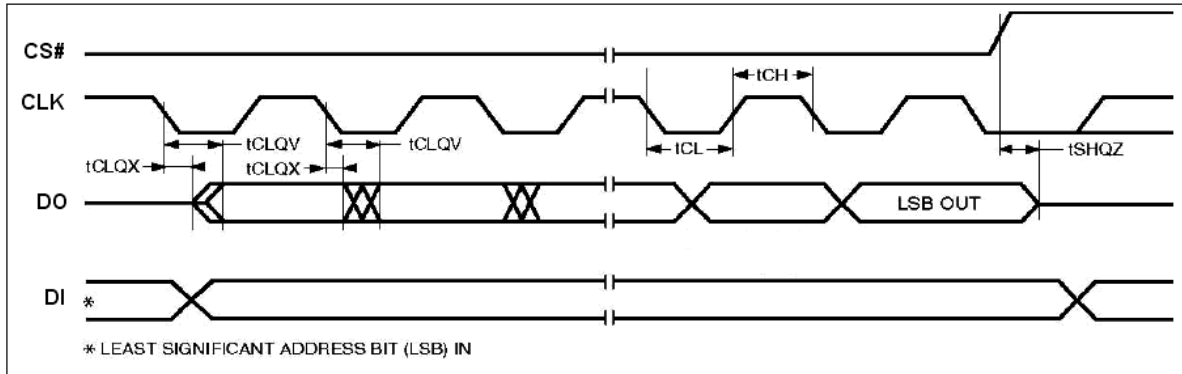 CS#
CLK
tCH
tCLQV
tCLQV
tCL
tSHQZ
tCLQX
tCLQX
DO
LSB OUT
DI
*
* LEAST SIGNIFICANT ADDRESS BIT (LSB) IN